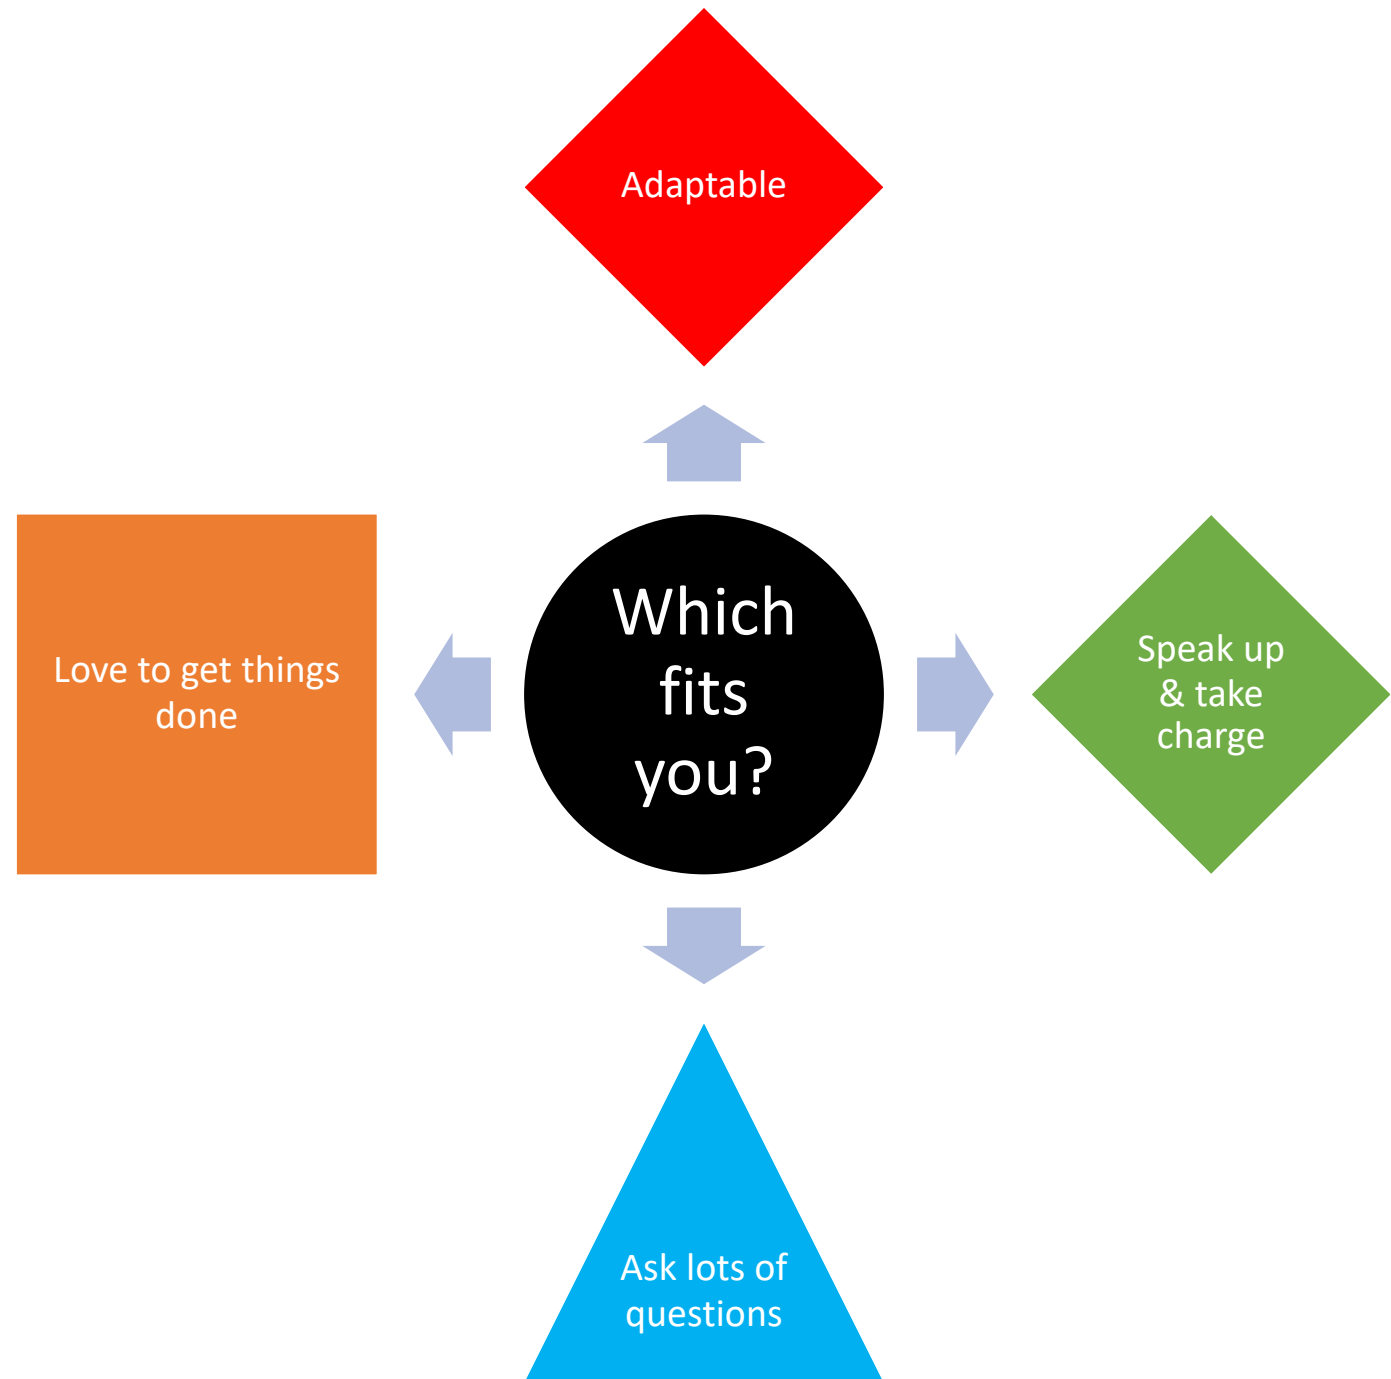 Adaptable
Which
fits
you?
Love to get things
done
Speak up
& take
charge
Ask lots of
questions